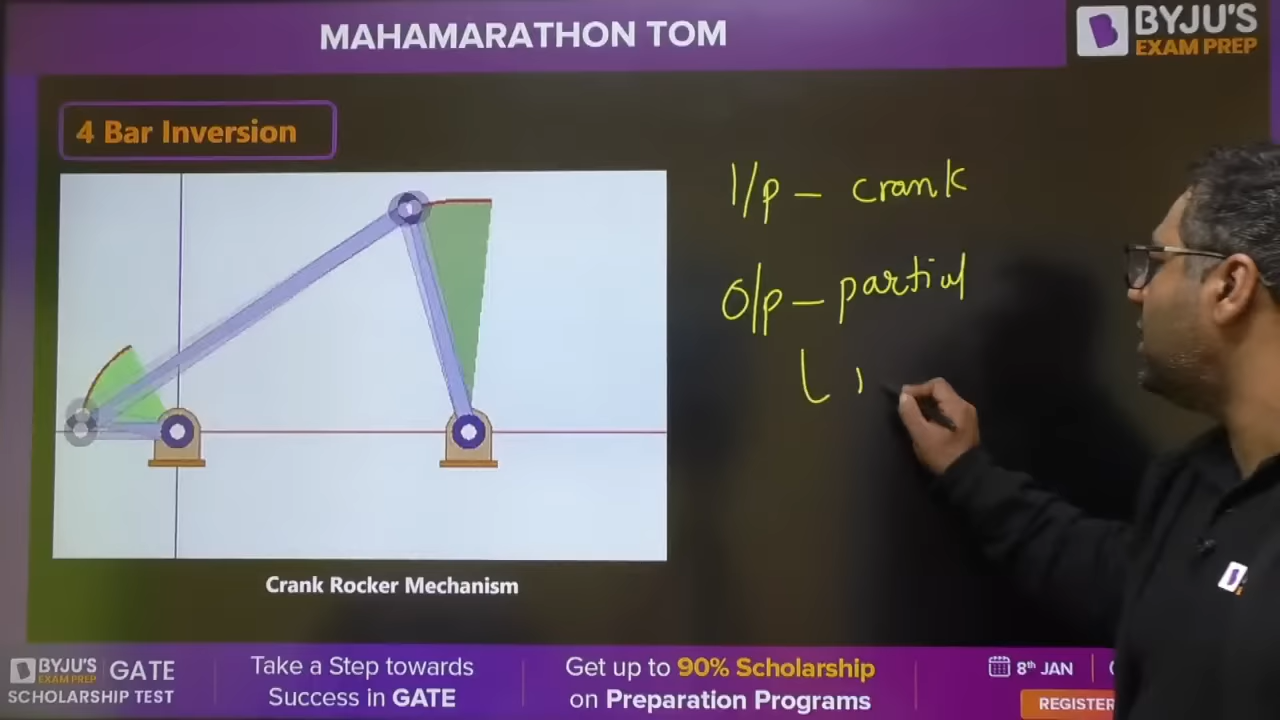 MAHAMARATHON TOM
BYJU'S
EXAM PREP
4 Bar Inversion
I/p - crank
O/p - partial
Crank Rocker Mechanism
BYJU'S
EXAM PREP
GATE
SCHOLARSHIP TEST
Take a Step towards
Success in GATE
Get up to 90% Scholarship
on Preparation Programs
8th JAN
REGISTER